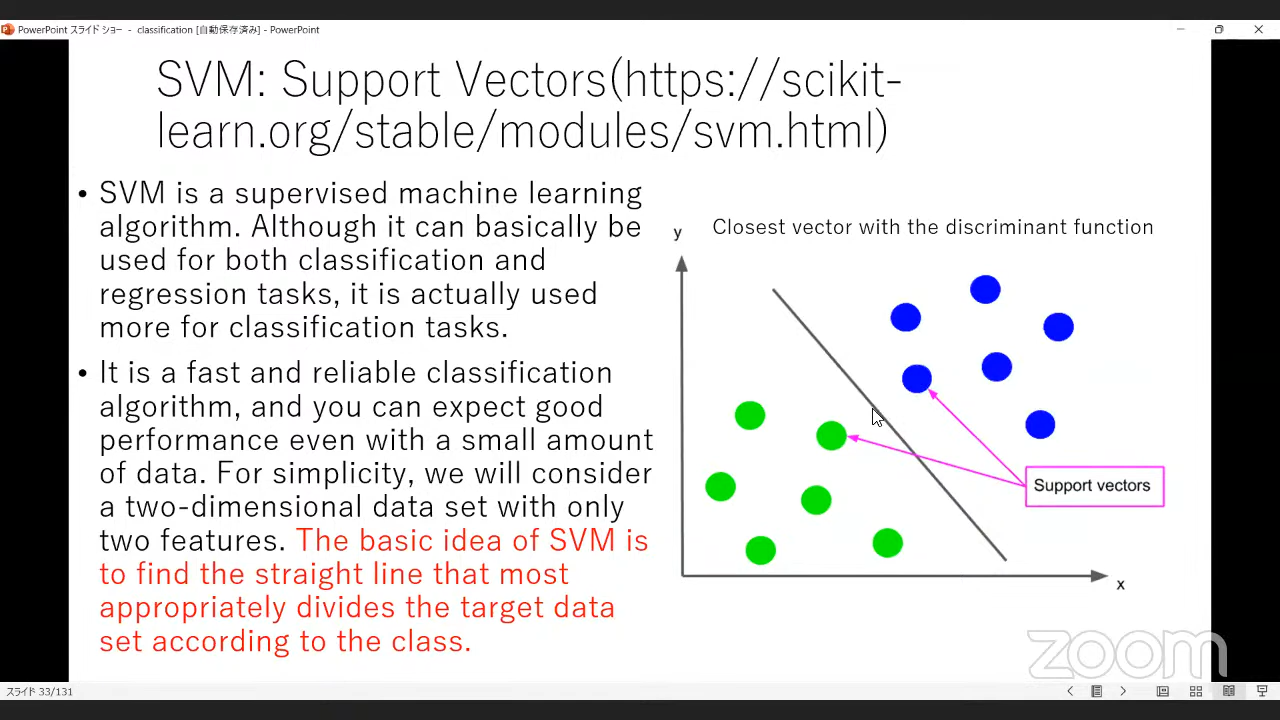 PowerPoint スライド ショー - classification [自動保存済み] - PowerPoint
SVM: Support Vectors(https://scikit-
learn.org/stable/modules/svm.html)
• SVM is a supervised machine learning
algorithm. Although it can basically be
used for both classification and
regression tasks, it is actually used
more for classification tasks.
• It is a fast and reliable classification
algorithm, and you can expect good
performance even with a small amount
of data. For simplicity, we will consider
a two-dimensional data set with only
two features. The basic idea of SVM is
to find the straight line that most
appropriately divides the target data
set according to the class.
Closest vector with the discriminant function
y
Support vectors
x
zoom
スライド 33/131